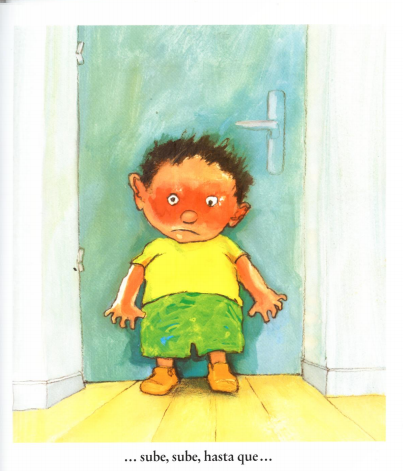 … sube, sube, hasta que…